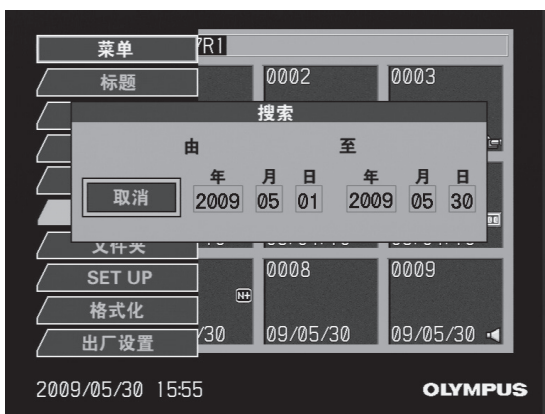 菜单
7R1
标题
0002
0003
搜索
由
至
年 月 日
年 月 日
取消
2009 05 01
2009 05 30
文件夹
SET UP
0008
0009
N+
格式化
出厂设置
/30
09/05/30
09/05/30
2009/05/30 15:55
OLYMPUS